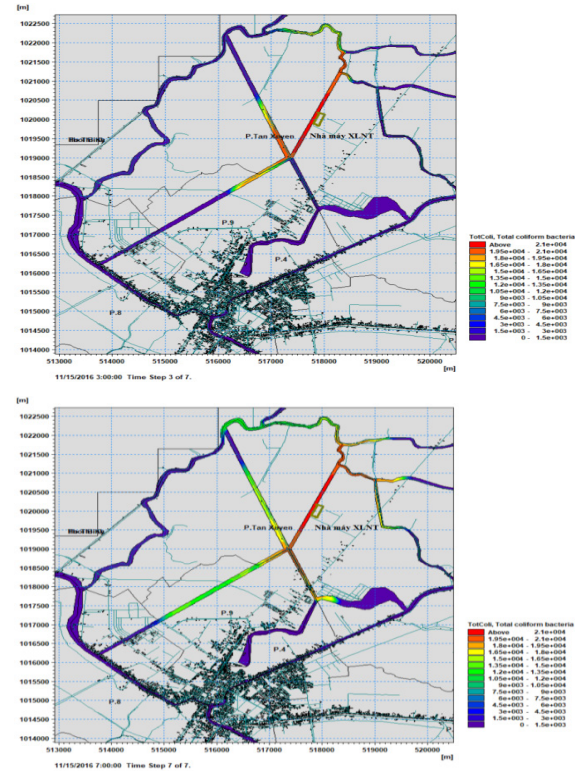 [m]
1022500
1022000
1021500
1021000
1020500
1020000
1019500
1019000
1018500
1018000
1017500
1017000
1016500
1016000
1015500
1015000
1014500
1014000
P.Tan Xuyen
Nhà máy XLNT
P.9
P.4
P.8
P.
513000 514000 515000 516000 517000 518000 519000 520000
[m]
11/15/2016 3:00:00 Time Step 3 of 7.
TotColi, Total coliform bacteria
Above 2.1e+004
1.95e+004 - 2.1e+004
1.8e+004 - 1.95e+004
1.65e+004 - 1.8e+004
1.5e+004 - 1.65e+004
1.35e+004 - 1.5e+004
1.2e+004 - 1.35e+004
1.05e+004 - 1.2e+004
9e+003 - 1.05e+004
7.5e+003 - 9e+003
6e+003 - 7.5e+003
4.5e+003 - 6e+003
3e+003 - 4.5e+003
1.5e+003 - 3e+003
0 - 1.5e+003
[m]
1022500
1022000
1021500
1021000
1020500
1020000
1019500
1019000
1018500
1018000
1017500
1017000
1016500
1016000
1015500
1015000
1014500
1014000
P.Tan Xuyen
Nhà máy XLNT
P.9
P.4
P.8
P.
513000 514000 515000 516000 517000 518000 519000 520000
[m]
11/15/2016 7:00:00 Time Step 7 of 7.
TotColi, Total coliform bacteria
Above 2.1e+004
1.95e+004 - 2.1e+004
1.8e+004 - 1.95e+004
1.65e+004 - 1.8e+004
1.5e+004 - 1.65e+004
1.35e+004 - 1.5e+004
1.2e+004 - 1.35e+004
1.05e+004 - 1.2e+004
9e+003 - 1.05e+004
7.5e+003 - 9e+003
6e+003 - 7.5e+003
4.5e+003 - 6e+003
3e+003 - 4.5e+003
1.5e+003 - 3e+003
0 - 1.5e+003